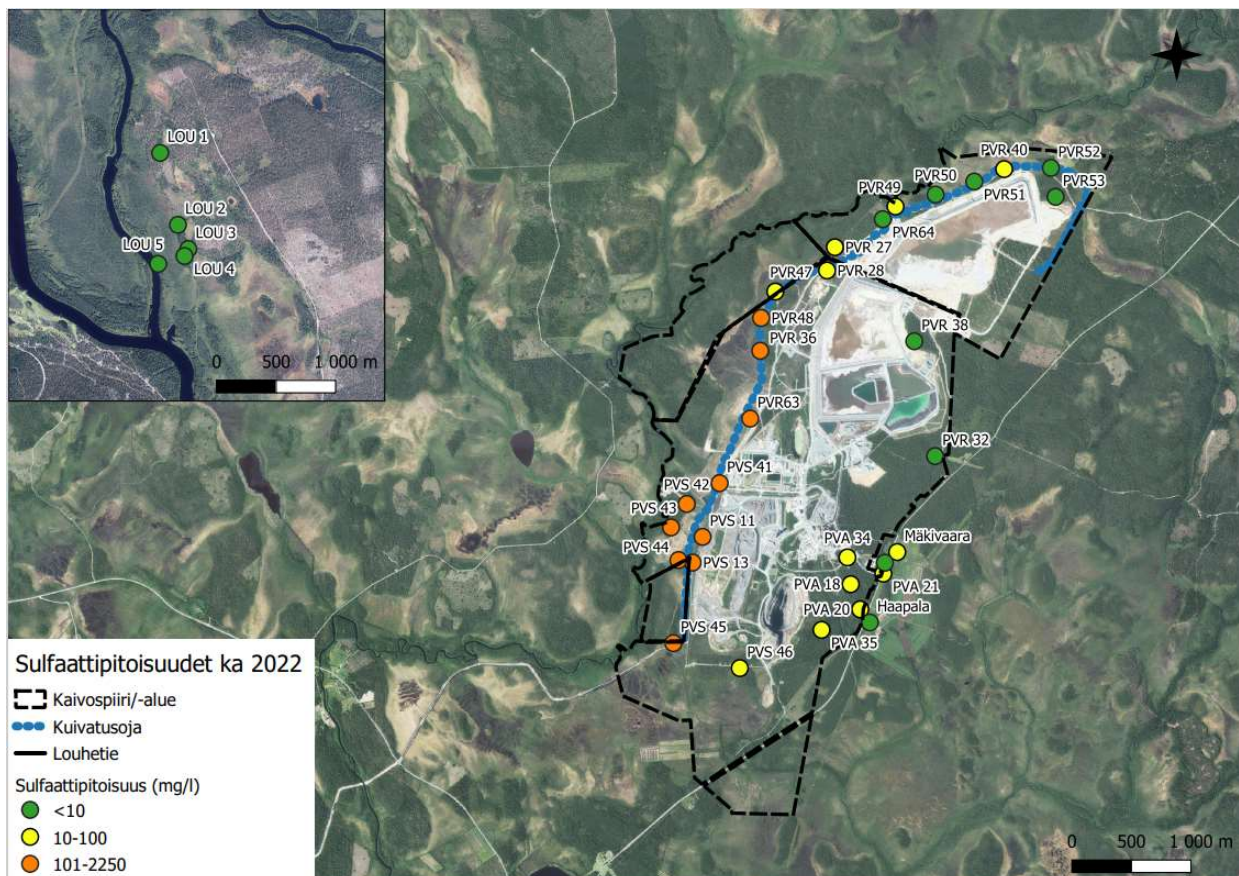 LOU 1
LOU 2
LOU 3
LOU 5
LOU 4
0 500 1 000 m
PVR 40
PVR52
PVR50
PVR53
PVR49
PVR51
PVR64
PVR 27
PVR 28
PVR47
PVR48
PVR 36
PVR 38
PVR63
PVR 32
PVS 41
PVS 42
PVS 43
PVS 11
PVS 44
PVS 13
PVA 34
Mäkivaara
PVA 18
PVA 21
PVA 20
Haapala
PVA 35
PVS 45
PVS 46
Sulfaattipitoisuudet ka 2022
Kaivospiiri/-alue
Kuivatusoja
Louhetie
Sulfaattipitoisuus (mg/l)
<10
10-100
101-2250
0 500 1 000 m